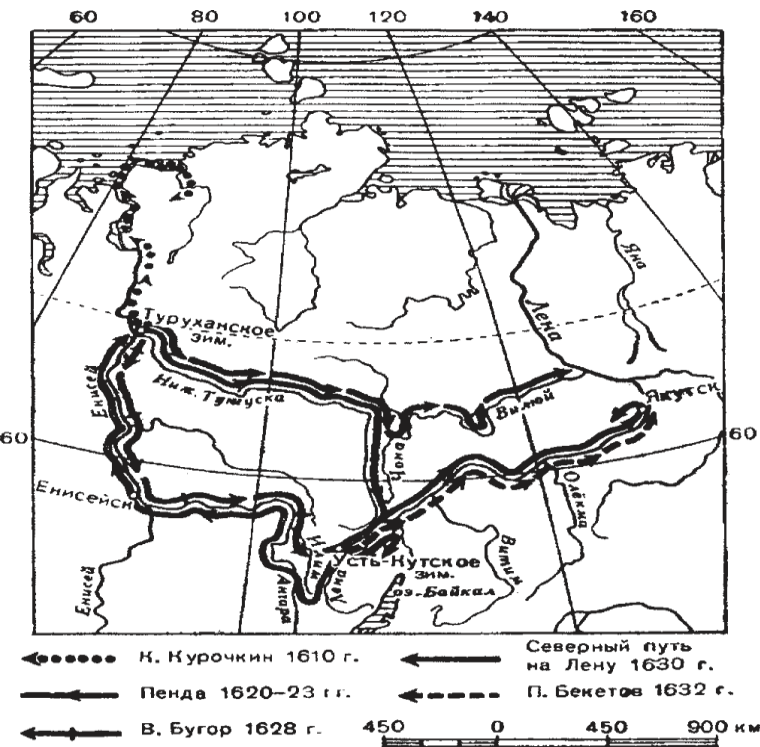 60 80 100 120 140 160
Яна
Лена
Туруханское
зим.
Ниж. Тунгуска
Вилюй
Якутск
Енисей
60 60
Чона
Енисейск
Олёкма
Илим
Усть-Кутское
зим.
Витим
оз. Байкал
Енисей
Ангара
К. Курочкин 1610 г.
Северный путь
на Лену 1630 г.
Пенда 1620-23 гг.
П. Бекетов 1632 г.
В. Бугор 1628 г.
450 0 450 900 км